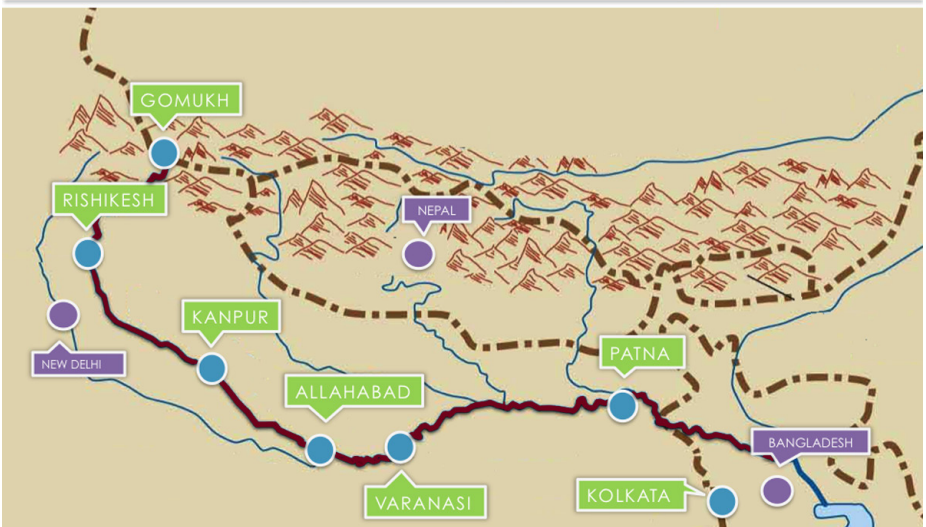 GOMUKH
RISHIKESH
NEPAL
KANPUR
NEW DELHI
PATNA
ALLAHABAD
BANGLADESH
VARANASI
KOLKATA